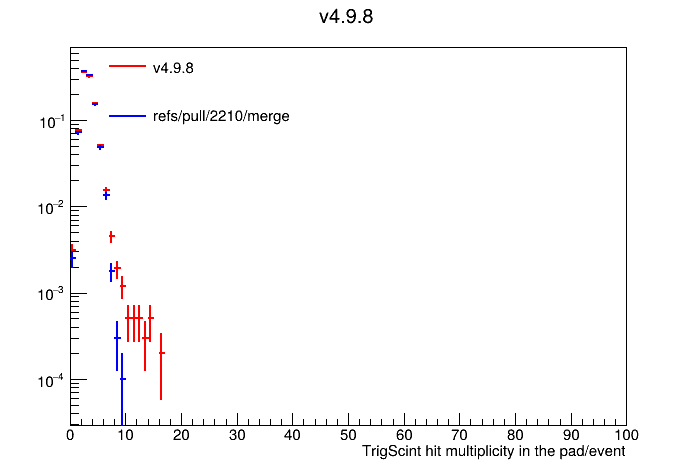 v4.9.8
v4.9.8
refs/pull/2210/merge
10⁻¹
10⁻²
10⁻³
10⁻⁴
0 10 20 30 40 50 60 70 80 90 100
TrigScint hit multiplicity in the pad/event